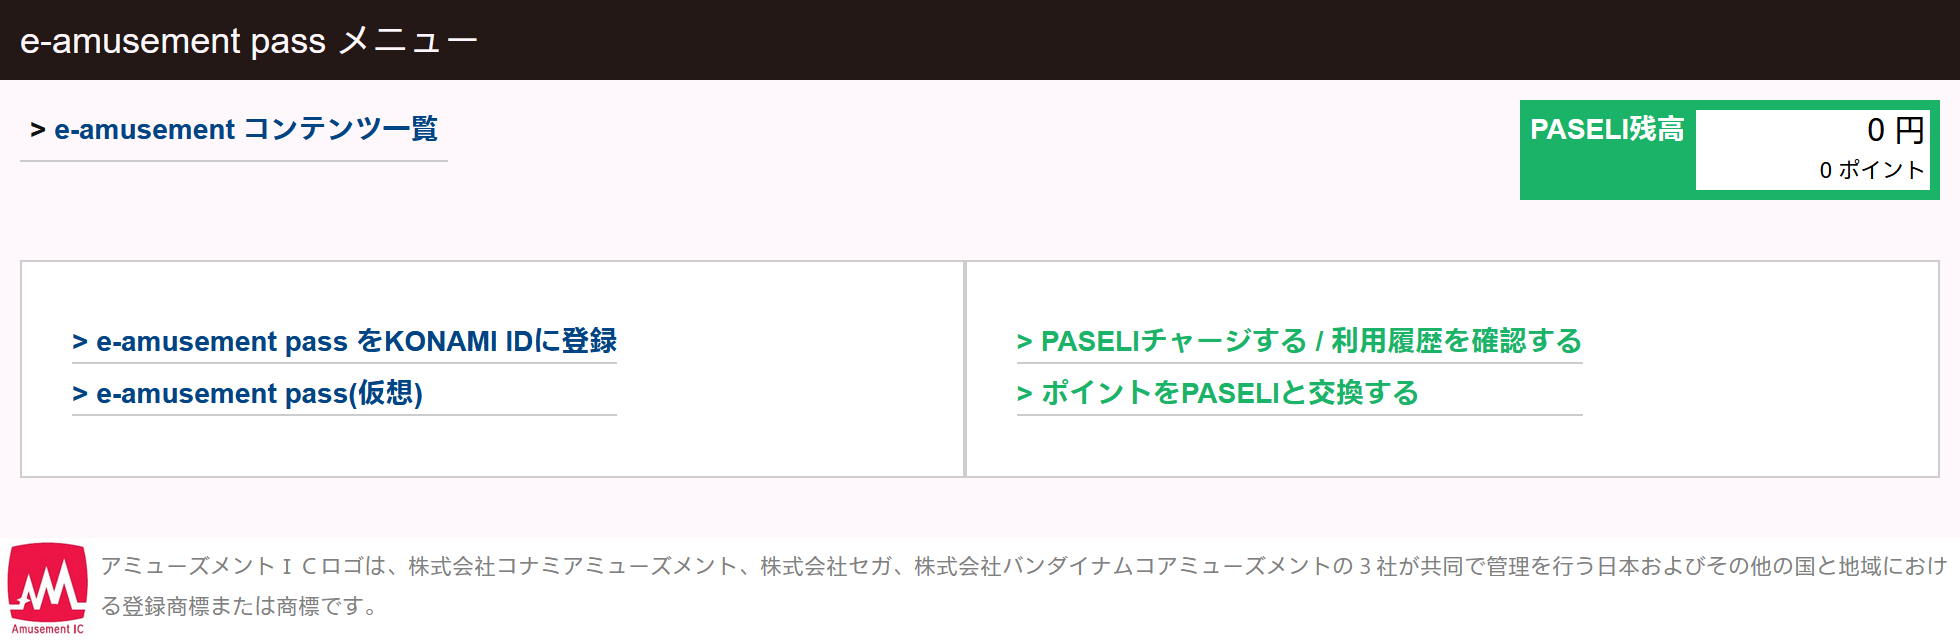 e-amusement pass メニュー
> e-amusement コンテンツ一覧
PASELI残高
0 円
0 ポイント
> e-amusement pass をKONAMI IDに登録
> e-amusement pass(仮想)
> PASELIチャージする / 利用履歴を確認する
> ポイントをPASELIと交換する
アミューズメントＩＣロゴは、株式会社コナミアミューズメント、株式会社セガ、株式会社バンダイナムコアミューズメントの３社が共同で管理を行う日本およびその他の国と地域におけ
る登録商標または商標です。
Amusement IC